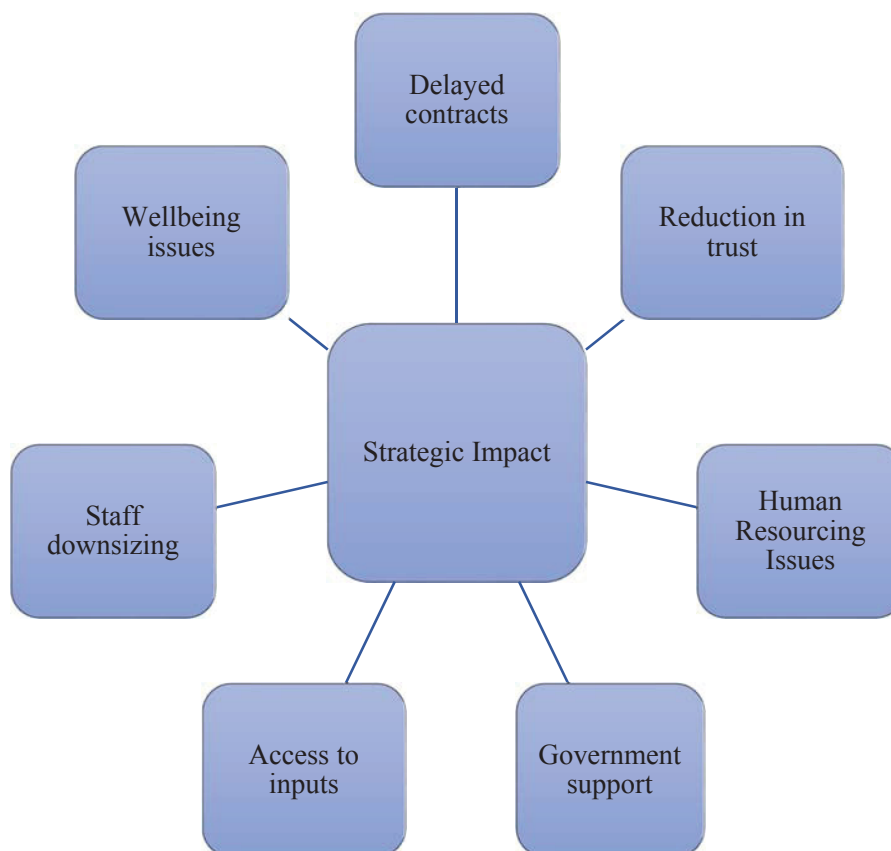 Delayed
contracts
Wellbeing
issues
Reduction in
trust
Strategic Impact
Staff
downsizing
Human
Resourcing
Issues
Access to
inputs
Government
support